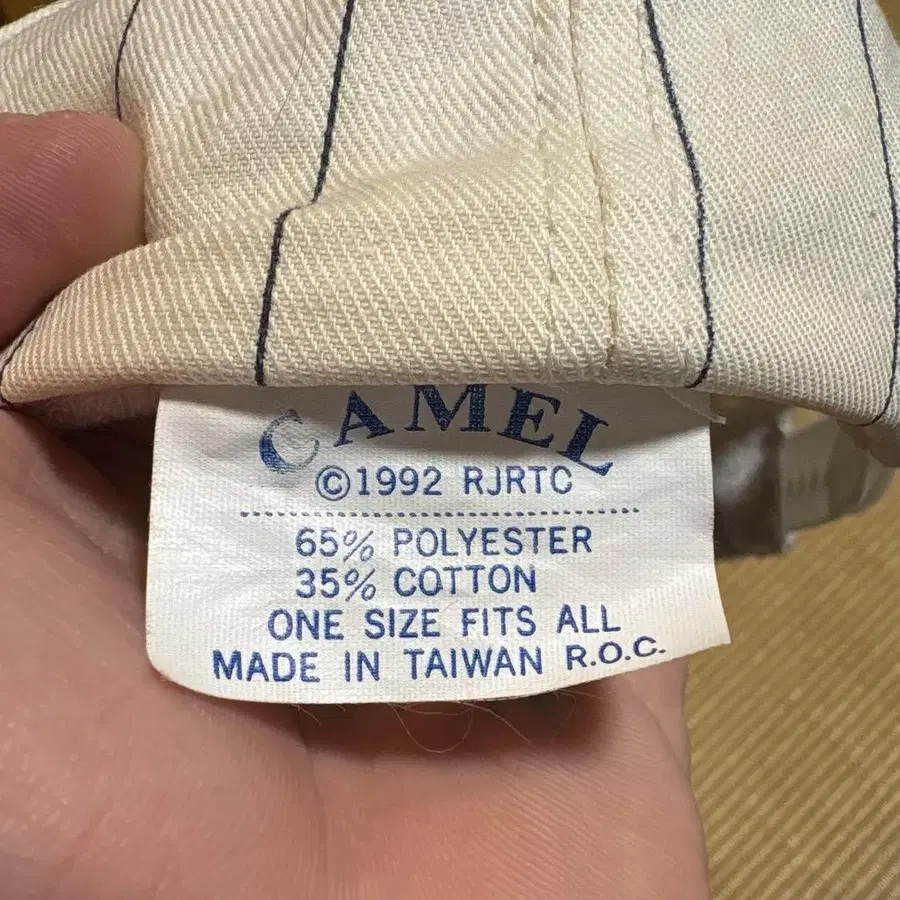 CAMEL
©1992 RJRTC
65% POLYESTER
35% COTTON
ONE SIZE FITS ALL
MADE IN TAIWAN R.O.C.